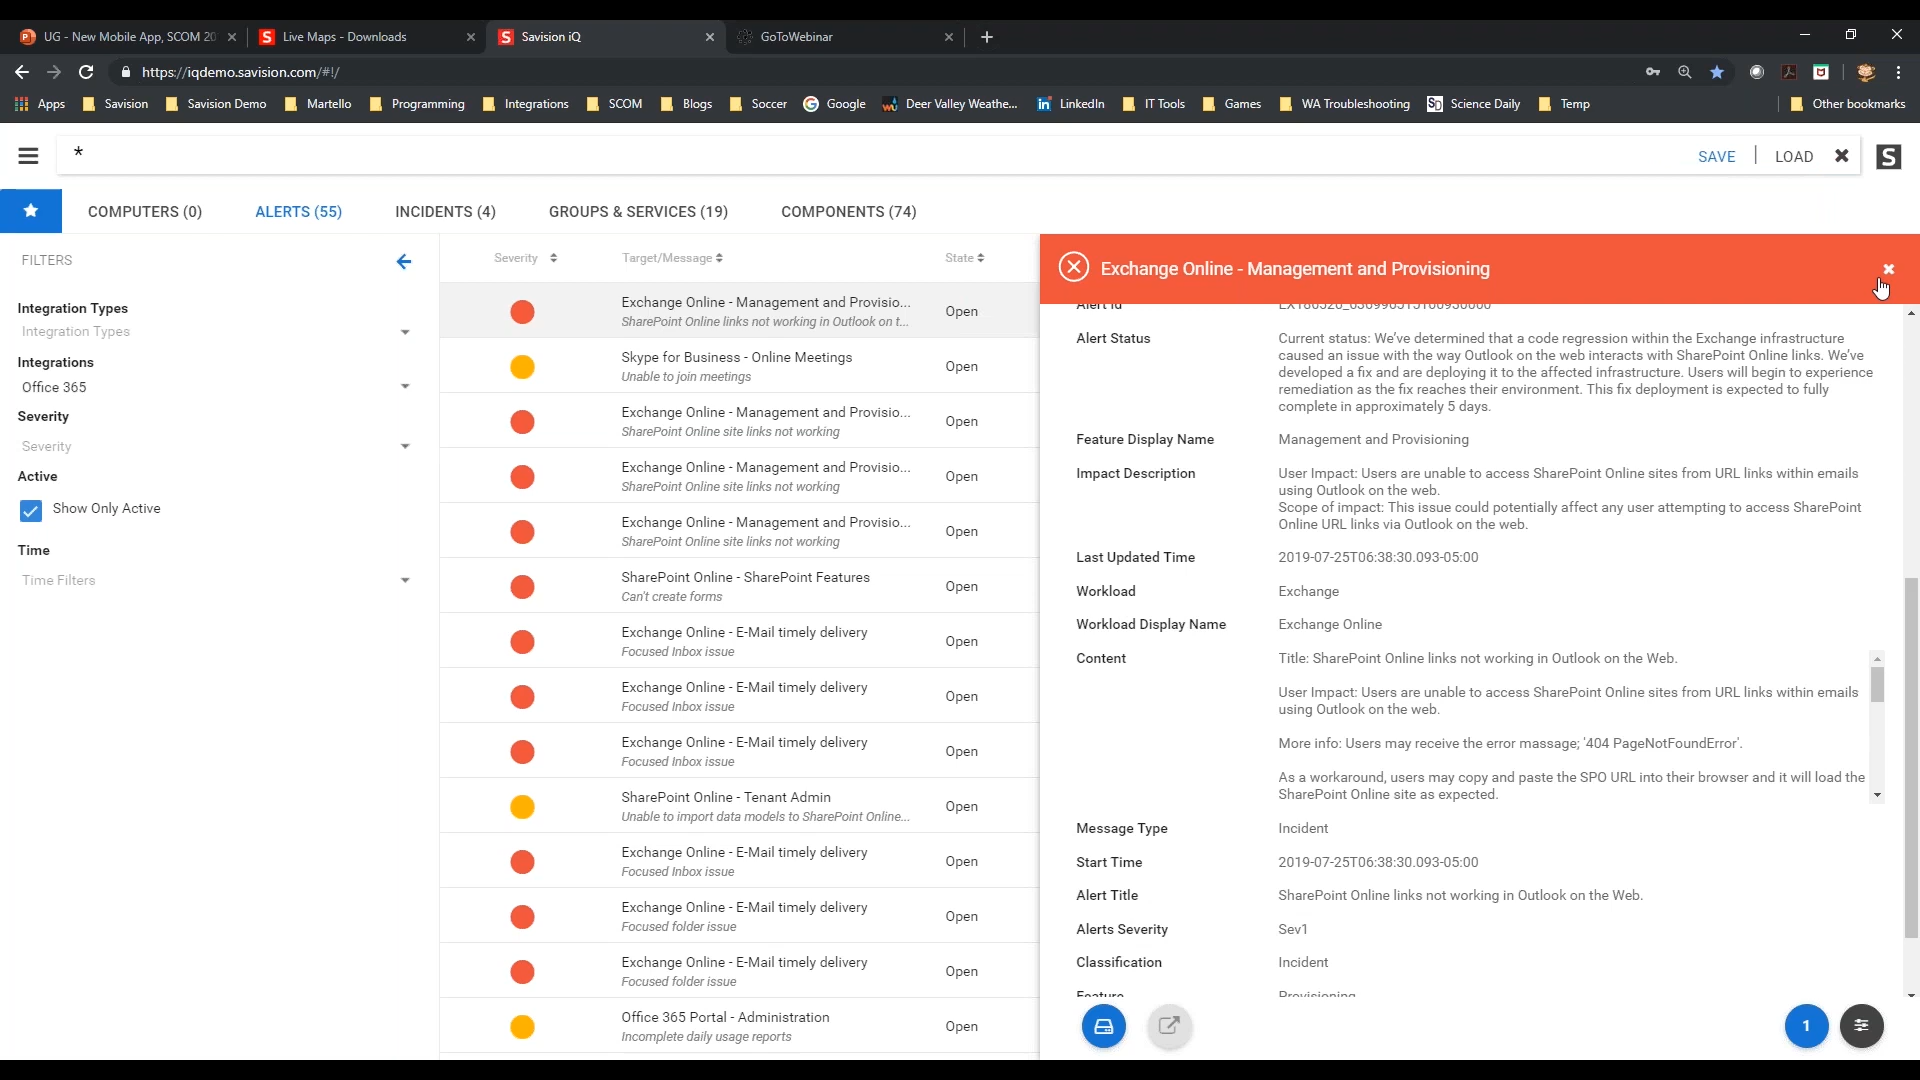 UG - New Mobile App, SCOM 20
Live Maps - Downloads
Savision iQ
GoToWebinar
https://iqdemo.savision.com/#!/
Apps Savision Savision Demo Martello Programming Integrations SCOM Blogs Soccer Google Deer Valley Weathe... LinkedIn IT Tools Games WA Troubleshooting Science Daily Temp Other bookmarks
*
SAVE | LOAD
S
COMPUTERS (0) ALERTS (55) INCIDENTS (4) GROUPS & SERVICES (19) COMPONENTS (74)
FILTERS
Integration Types
Integration Types
Integrations
Office 365
Severity
Severity
Active
Show Only Active
Time
Time Filters
Severity Target/Message State
Exchange Online - Management and Provisio...
SharePoint Online links not working in Outlook on t...
Open
Skype for Business - Online Meetings
Unable to join meetings
Open
Exchange Online - Management and Provisio...
SharePoint Online site links not working
Open
Exchange Online - Management and Provisio...
SharePoint Online site links not working
Open
Exchange Online - Management and Provisio...
SharePoint Online site links not working
Open
SharePoint Online - SharePoint Features
Can't create forms
Open
Exchange Online - E-Mail timely delivery
Focused Inbox issue
Open
Exchange Online - E-Mail timely delivery
Focused Inbox issue
Open
Exchange Online - E-Mail timely delivery
Focused Inbox issue
Open
SharePoint Online - Tenant Admin
Unable to import data models to SharePoint Online...
Open
Exchange Online - E-Mail timely delivery
Focused Inbox issue
Open
Exchange Online - E-Mail timely delivery
Focused folder issue
Open
Exchange Online - E-Mail timely delivery
Focused folder issue
Open
Office 365 Portal - Administration
Incomplete daily usage reports
Open
Exchange Online - Management and Provisioning
Alert Id
Alert Status
Current status: We've determined that a code regression within the Exchange infrastructure
caused an issue with the way Outlook on the web interacts with SharePoint Online links. We've
developed a fix and are deploying it to the affected infrastructure. Users will begin to experience
remediation as the fix reaches their environment. This fix deployment is expected to fully
complete in approximately 5 days.
Feature Display Name Management and Provisioning
Impact Description
User Impact: Users are unable to access SharePoint Online sites from URL links within emails
using Outlook on the web.
Scope of impact: This issue could potentially affect any user attempting to access SharePoint
Online URL links via Outlook on the web.
Last Updated Time 2019-07-25T06:38:30.093-05:00
Workload Exchange
Workload Display Name Exchange Online
Content
Title: SharePoint Online links not working in Outlook on the Web.
User Impact: Users are unable to access SharePoint Online sites from URL links within emails
using Outlook on the web.
More info: Users may receive the error massage; '404 PageNotFoundError'.
As a workaround, users may copy and paste the SPO URL into their browser and it will load the
SharePoint Online site as expected.
Message Type Incident
Start Time 2019-07-25T06:38:30.093-05:00
Alert Title SharePoint Online links not working in Outlook on the Web.
Alerts Severity Sev1
Classification Incident
Feature Provisioning
1